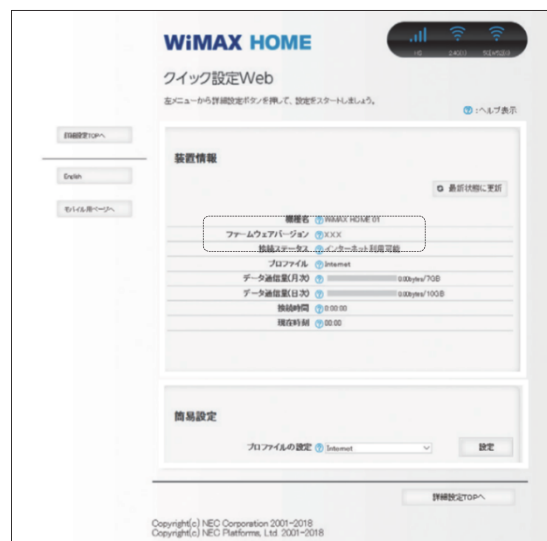 WiMAX HOME
クイック設定Web
左メニューから詳細設定ボタンを押して、設定をスタートしましょう。
:ヘルプ表示
詳細設定TOPへ
English
モバイル用ページへ
装置情報
最新状態に更新
機種名 WiMAX HOME 01
ファームウェアバージョン XXX
接続ステータス インターネット利用可能
プロファイル Internet
データ通信量(月次) 0.00bytes/7GB
データ通信量(日次) 0.00bytes/10GB
接続時間 0:00:00
現在時刻 00:00
簡易設定
プロファイルの設定 Internet 設定
詳細設定TOPへ
Copyright(c) NEC Corporation 2001-2018
Copyright(c) NEC Platforms, Ltd. 2001-2018